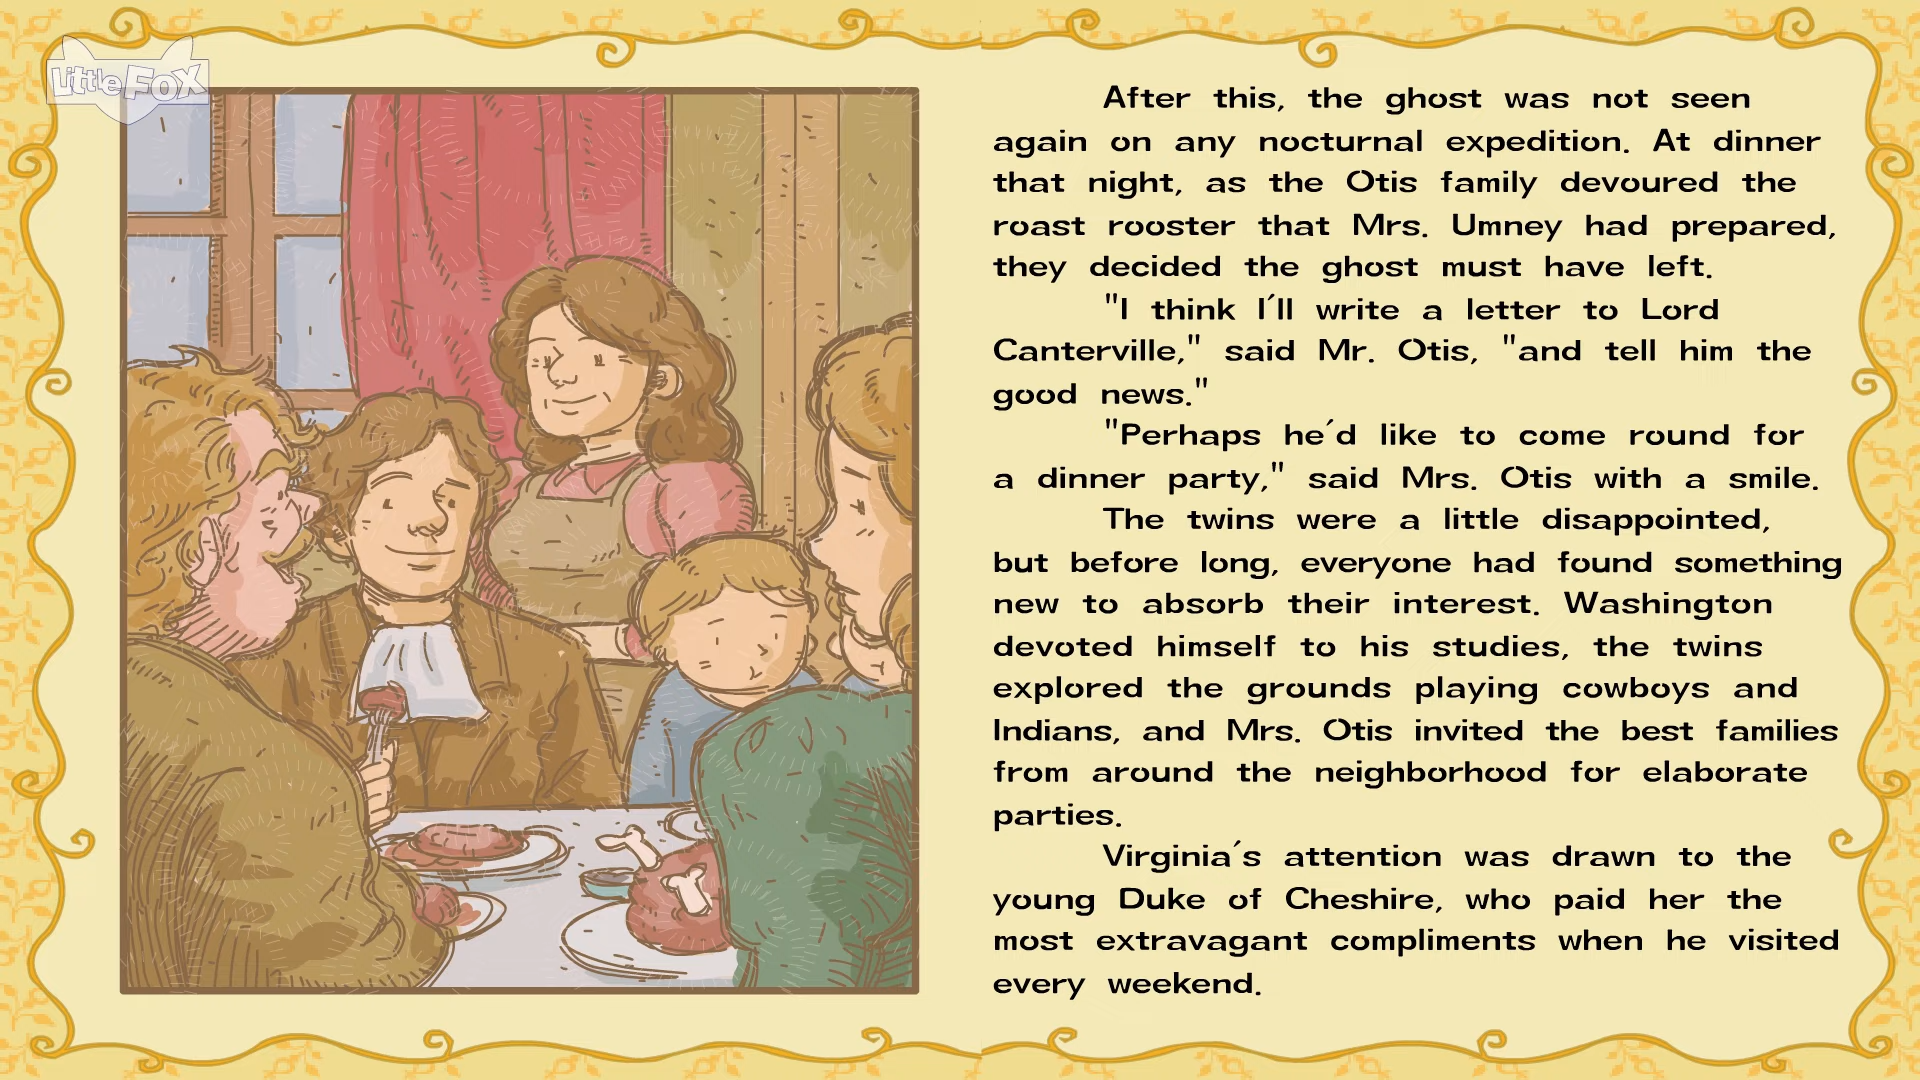 Little Fox
After this, the ghost was not seen
again on any nocturnal expedition. At dinner
that night, as the Otis family devoured the
roast rooster that Mrs. Umney had prepared,
they decided the ghost must have left.
"I think I'll write a letter to Lord
Canterville," said Mr. Otis, "and tell him the
good news."
"Perhaps he'd like to come round for
a dinner party," said Mrs. Otis with a smile.
The twins were a little disappointed,
but before long, everyone had found something
new to absorb their interest. Washington
devoted himself to his studies, the twins
explored the grounds playing cowboys and
Indians, and Mrs. Otis invited the best families
from around the neighborhood for elaborate
parties.
Virginia's attention was drawn to the
young Duke of Cheshire, who paid her the
most extravagant compliments when he visited
every weekend.